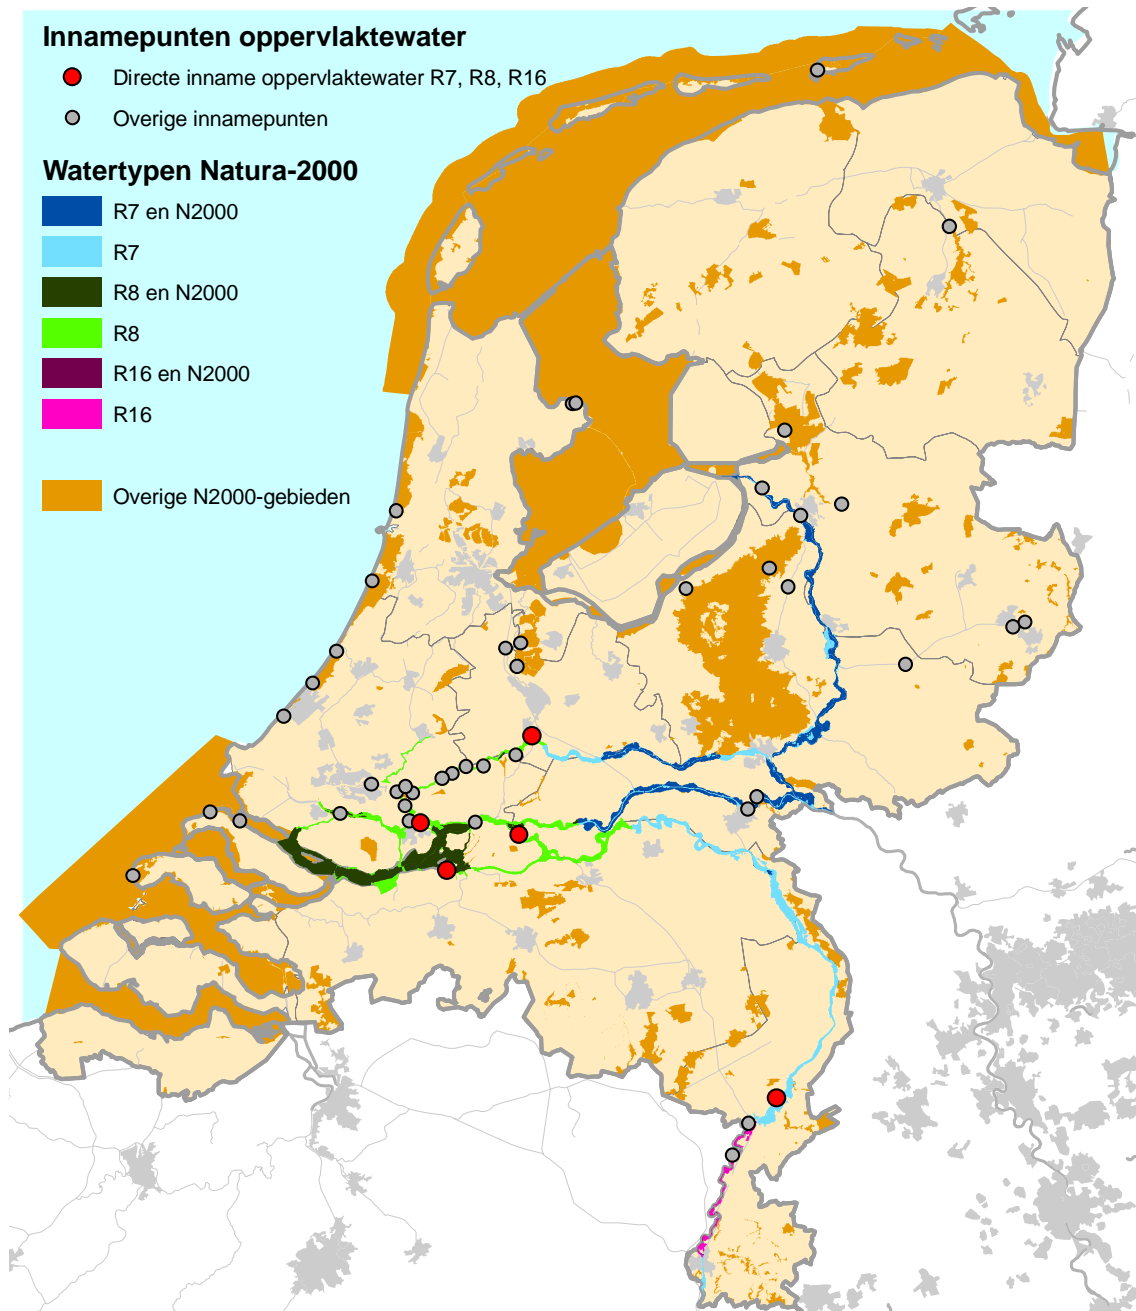 Innamepunten oppervlaktewater
Directe inname oppervlaktewater R7, R8, R16
Overige innamepunten
Watertypen Natura-2000
R7 en N2000
R7
R8 en N2000
R8
R16 en N2000
R16
Overige N2000-gebieden